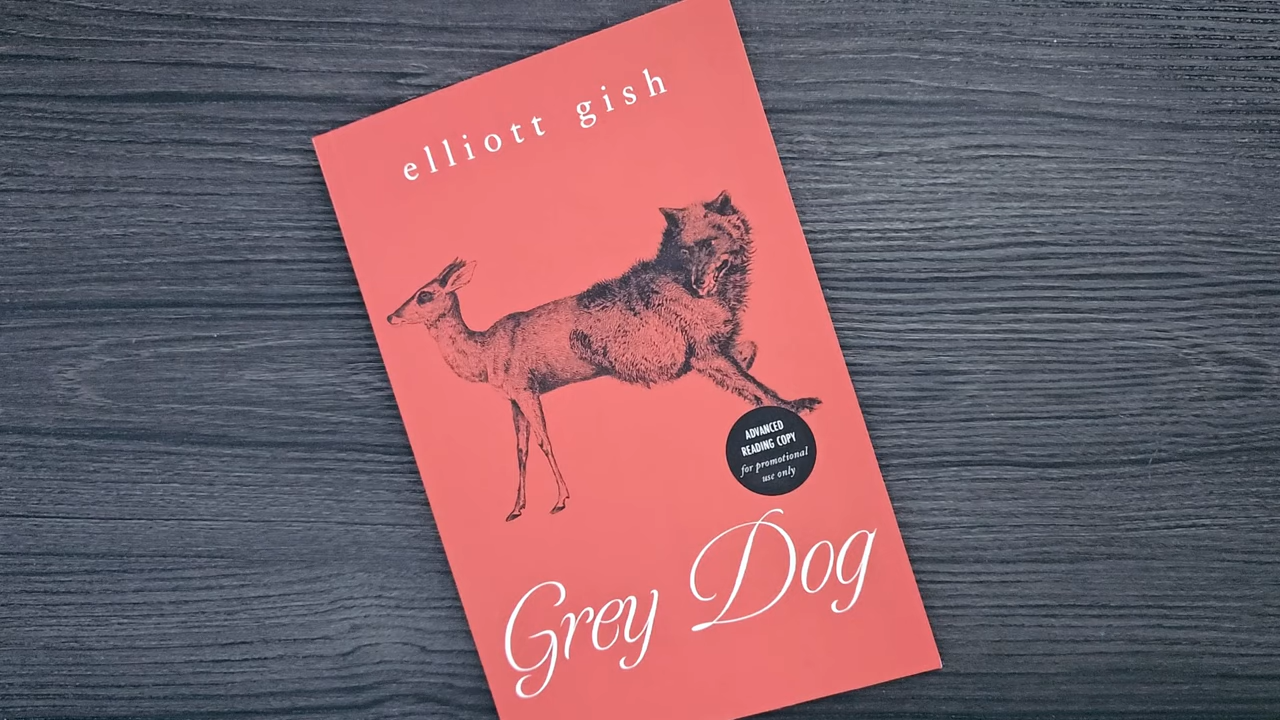 elliott gish
ADVANCED
READING COPY
for promotional
use only
Grey Dog